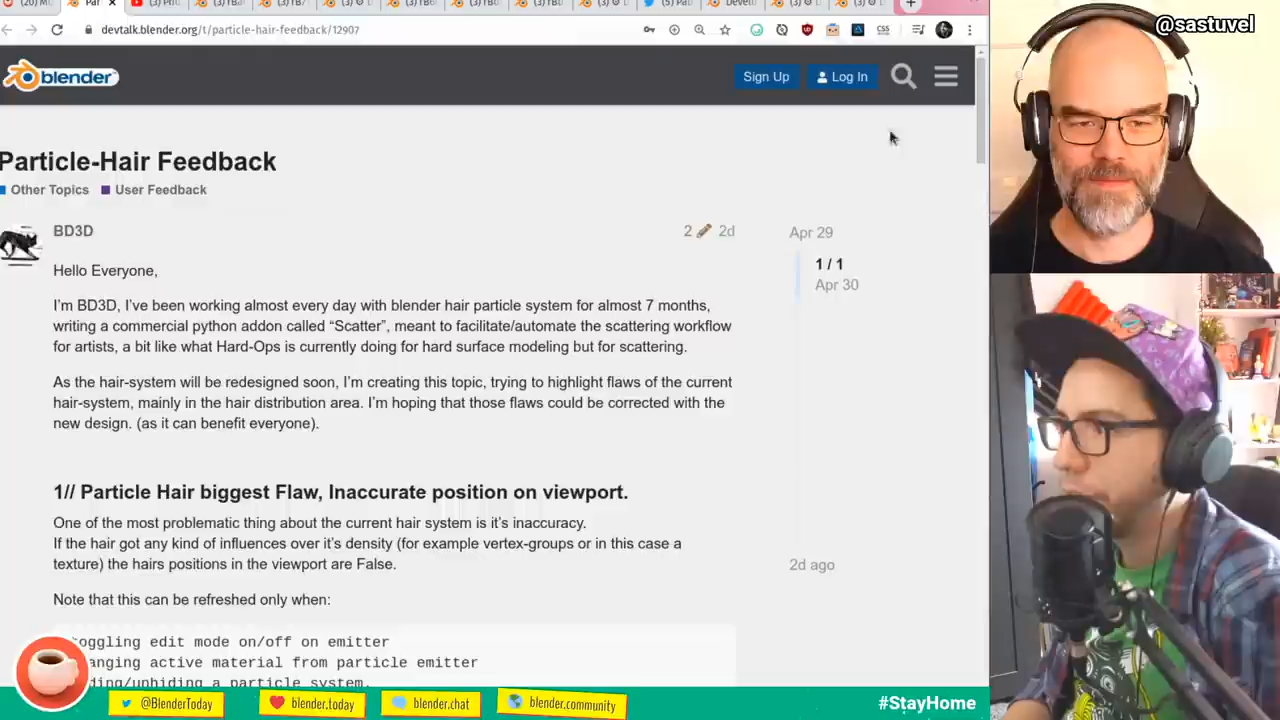 @sastuvel
devtalk.blender.org/t/particle-hair-feedback/12907
blender
Sign Up
Log In
Particle-Hair Feedback
Other Topics
User Feedback
BD3D
2
2d
Apr 29
1 / 1
Apr 30
Hello Everyone,
I'm BD3D, I've been working almost every day with blender hair particle system for almost 7 months,
writing a commercial python addon called “Scatter”, meant to facilitate/automate the scattering workflow
for artists, a bit like what Hard-Ops is currently doing for hard surface modeling but for scattering.
As the hair-system will be redesigned soon, I'm creating this topic, trying to highlight flaws of the current
hair-system, mainly in the hair distribution area. I'm hoping that those flaws could be corrected with the
new design. (as it can benefit everyone).
1// Particle Hair biggest Flaw, Inaccurate position on viewport.
One of the most problematic thing about the current hair system is it's inaccuracy.
If the hair got any kind of influences over it's density (for example vertex-groups or in this case a
texture) the hairs positions in the viewport are False.
2d ago
Note that this can be refreshed only when:
oggling edit mode on/off on emitter
anging active material from particle emitter
ding/unhiding a particle system.
@BlenderToday
blender.today
blender.chat
blender.community
#StayHome